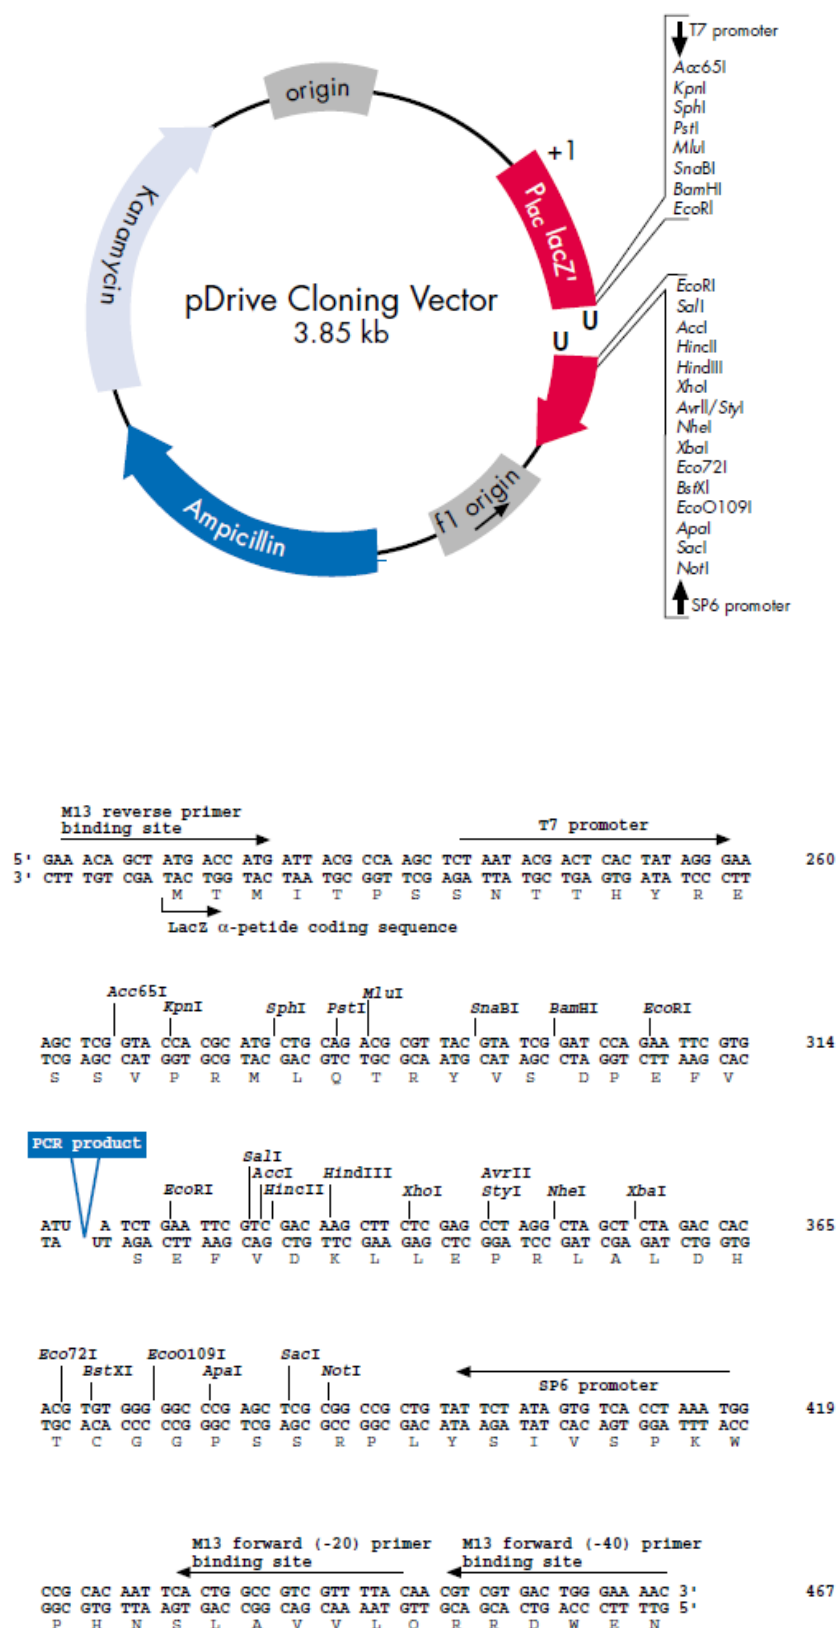 T7 promoter
Acc65I
KpnI
SphI
PstI
MluI
SnaBI
BamHI
EcoRI
origin
+1
Plac lacZ'
Kanamycin
pDrive Cloning Vector
3.85 kb
U
U
EcoRI
SalI
AccI
HincII
HindIII
XhoI
AvrII/StyI
NheI
XbaI
Eco72I
BstXI
EcoO109I
ApaI
SacI
NotI
SP6 promoter
f1 origin
Ampicillin
M13 reverse primer
binding site
T7 promoter
5' GAA ACA GCT ATG ACC ATG ATT ACG CCA AGC TCT AAT ACG ACT CAC TAT AGG GAA 260
3' CTT TGT CGA TAC TGG TAC TAA TGC GGT TCG AGA TTA TGC TGA GTG ATA TCC CTT
M T M I T P S S N T T H Y R E
LacZ α-petide coding sequence
Acc65I
KpnI SphI PstI MluI SnaBI BamHI EcoRI
AGC TCG GTA CCA CGC ATG CTG CAG ACG CGT TAC GTA TCG GAT CCA GAA TTC GTG 314
TCG AGC CAT GGT GCG TAC GAC GTC TGC GCA ATG CAT AGC CTA GGT CTT AAG CAC
S S V P R M L Q T R Y V S D P E F V
PCR product
SalI
AccI HindIII AvrII
EcoRI HincII XhoI StyI NheI XbaI
ATU A TCT GAA TTC GTC GAC AAG CTT CTC GAG CCT AGG CTA GCT CTA GAC CAC 365
TA UT AGA CTT AAG CAG CTG TTC GAA GAG CTC GGA TCC GAT CGA GAT CTG GTG
S E F V D K L L E P R L A L D H
Eco72I EcoO109I SacI
BstXI ApaI NotI
SP6 promoter
ACG TGT GGG GGC CCG AGC TCG CGG CCG CTG TAT TCT ATA GTG TCA CCT AAA TGG 419
TGC ACA CCC CCG GGC TCG AGC GCC GGC GAC ATA AGA TAT CAC AGT GGA TTT ACC
T C G G P S S R P L Y S I V S P K W
M13 forward (-20) primer M13 forward (-40) primer
binding site binding site
CCG CAC AAT TCA CTG GCC GTC GTT TTA CAA CGT CGT GAC TGG GAA AAC 3' 467
GGC GTG TTA AGT GAC CGG CAG CAA AAT GTT GCA GCA CTG ACC CTT TTG 5'
P H N S L A V V L Q R R D W E N